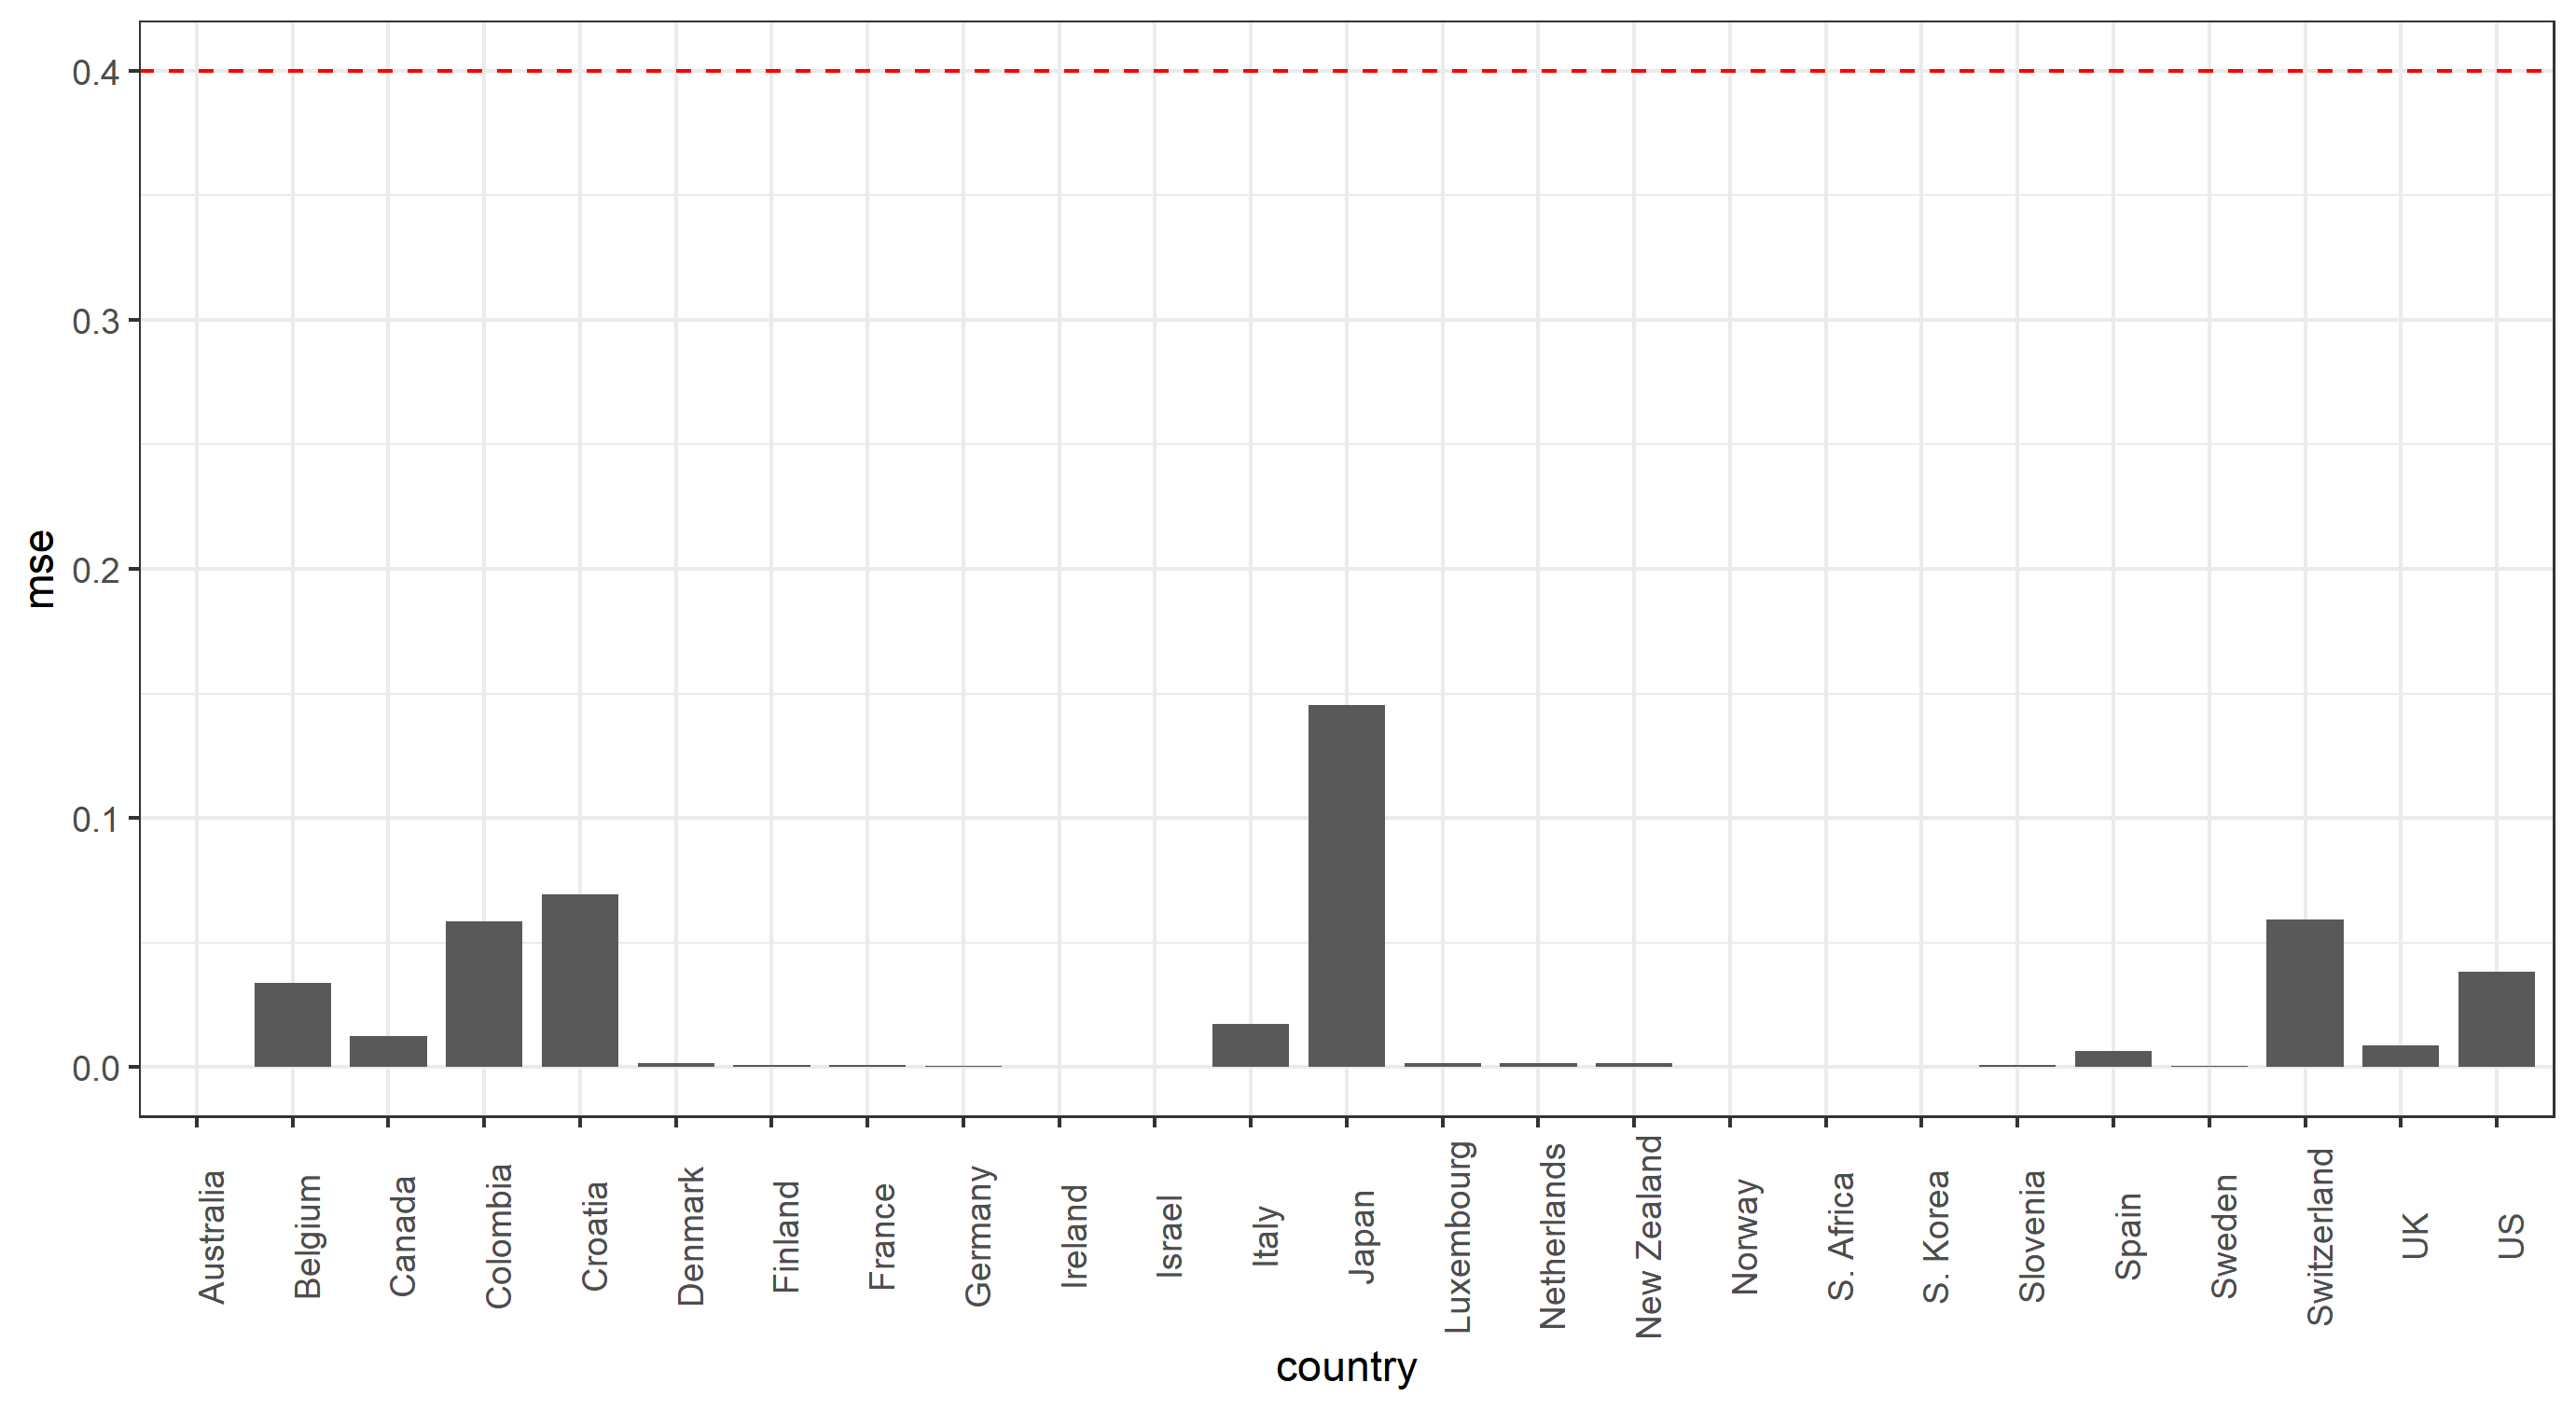 0.4
0.3
0.2
0.1
0.0
mse
Australia
Belgium
Canada
Colombia
Croatia
Denmark
Finland
France
Germany
Ireland
Israel
Italy
Japan
Luxembourg
Netherlands
New Zealand
Norway
S. Africa
S. Korea
Slovenia
Spain
Sweden
Switzerland
UK
US
country